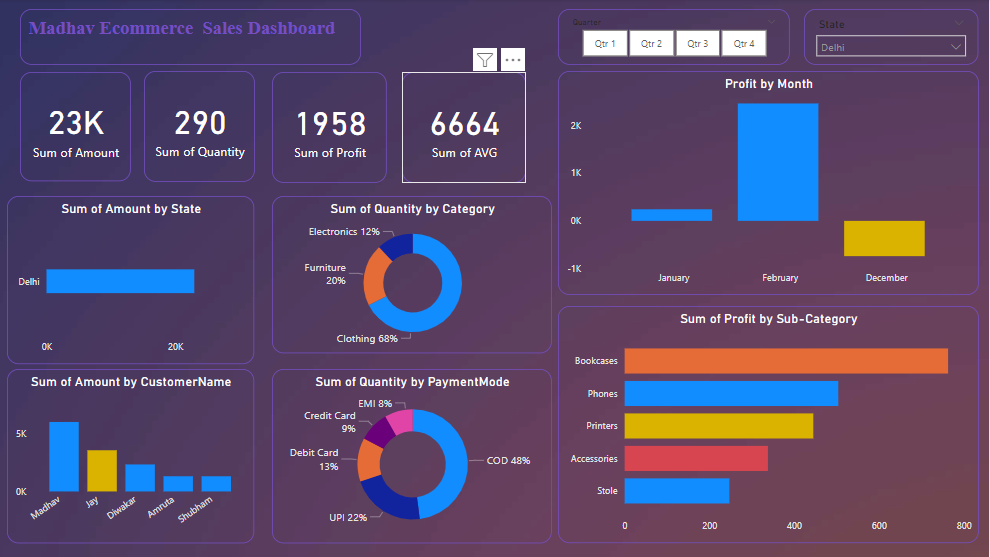 Madhav Ecommerce Sales Dashboard
Quarter
Qtr 1 Qtr 2 Qtr 3 Qtr 4
State
Delhi
23K
Sum of Amount
290
Sum of Quantity
1958
Sum of Profit
6664
Sum of AVG
Profit by Month
2K
1K
0K
-1K
January February December
Sum of Amount by State
Delhi
0K 20K
Sum of Quantity by Category
Electronics 12%
Furniture
20%
Clothing 68%
Sum of Profit by Sub-Category
Bookcases
Phones
Printers
Accessories
Stole
0 200 400 600 800
Sum of Amount by CustomerName
5K
0K
Madhav Jay Diwakar Amruta Shubham
Sum of Quantity by PaymentMode
EMI 8%
Credit Card
9%
Debit Card
13%
COD 48%
UPI 22%